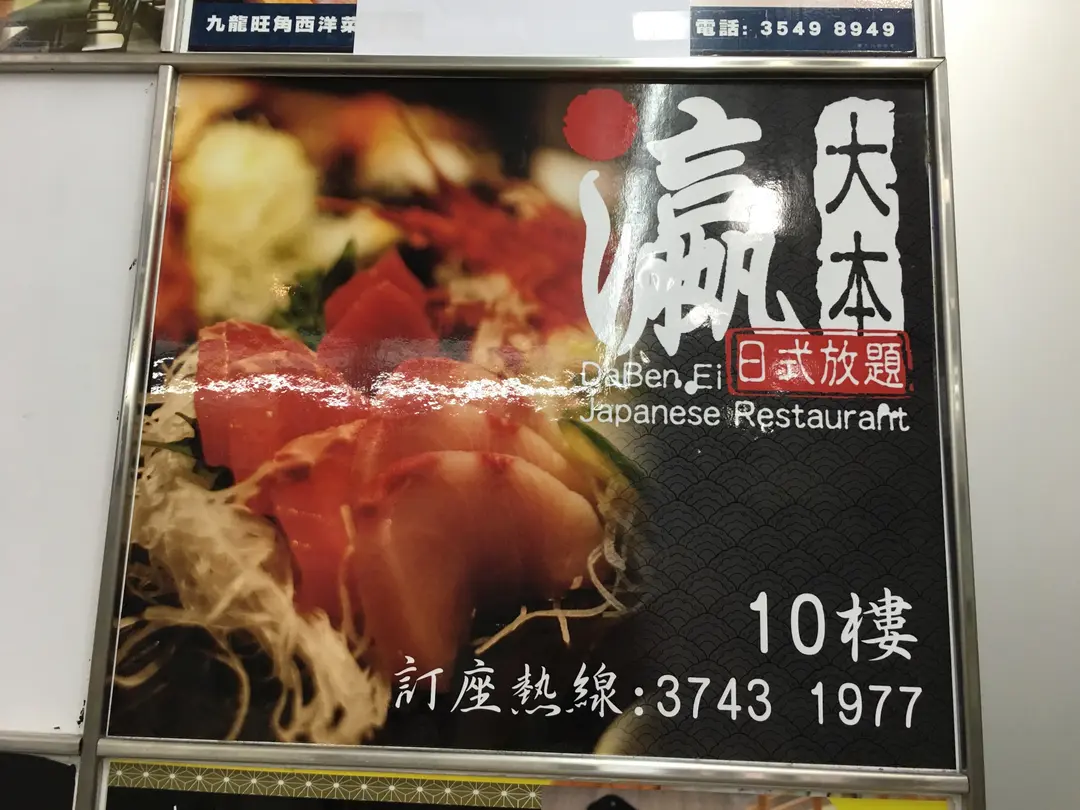 九龍旺角西洋菜
電話: 3549 8949
瀛
大本
DaBen Ei
日式放題
Japanese Restaurant
10樓
訂座熱線:3743 1977